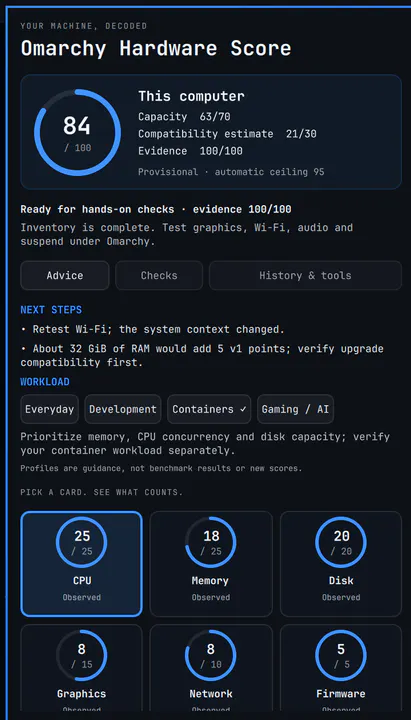 YOUR MACHINE, DECODED
Omarchy Hardware Score
84
/ 100
This computer
Capacity 63/70
Compatibility estimate 21/30
Evidence 100/100
Provisional · automatic ceiling 95
Ready for hands-on checks · evidence 100/100
Inventory is complete. Test graphics, Wi-Fi, audio and
suspend under Omarchy.
Advice
Checks
History & tools
NEXT STEPS
• Retest Wi-Fi; the system context changed.
• About 32 GiB of RAM would add 5 v1 points; verify upgrade
compatibility first.
WORKLOAD
Everyday
Development
Containers ✓
Gaming / AI
Prioritize memory, CPU concurrency and disk capacity; verify
your container workload separately.
Profiles are guidance, not benchmark results or new scores.
PICK A CARD. SEE WHAT COUNTS.
25
/ 25
CPU
Observed
18
/ 25
Memory
Observed
20
/ 20
Disk
Observed
8
/ 15
Graphics
Observed
8
/ 10
Network
Observed
5
/ 5
Firmware
Observed